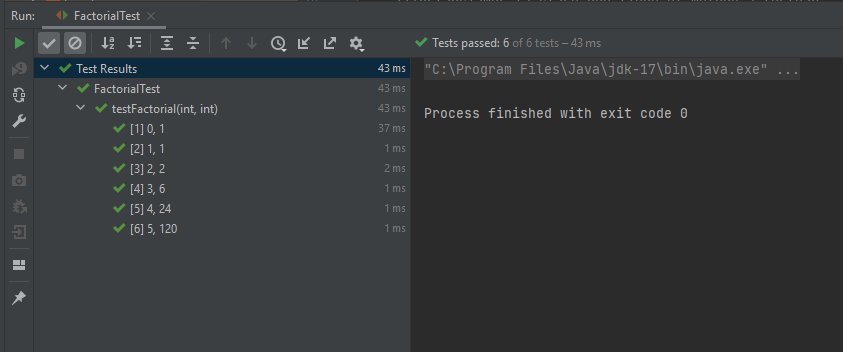 Run: FactorialTest
Tests passed: 6 of 6 tests – 43 ms
Test Results 43 ms
FactorialTest 43 ms
testFactorial(int, int) 43 ms
[1] 0, 1 37 ms
[2] 1, 1 1 ms
[3] 2, 2 2 ms
[4] 3, 6 1 ms
[5] 4, 24 1 ms
[6] 5, 120 1 ms
"C:\Program Files\Java\jdk-17\bin\java.exe" ...
Process finished with exit code 0